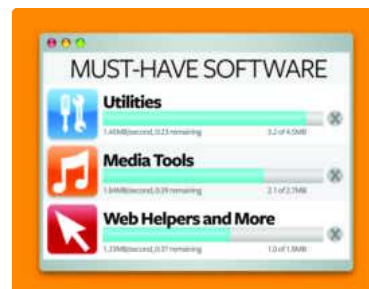 MUST-HAVE SOFTWARE
Utilities
1.45MB/second, 0:23 remaining 3.2 of 4.5MB
Media Tools
1.64MB/second, 0:39 remaining 2.1 of 2.7MB
Web Helpers and More
1.23MB/second, 0:37 remaining 1.0 of 1.8MB